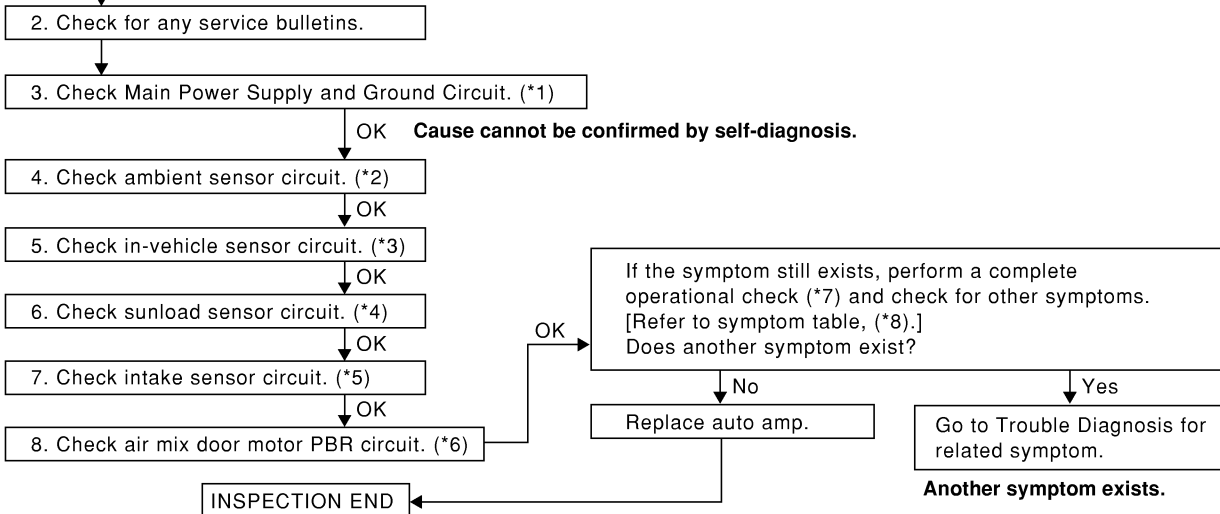 2. Check for any service bulletins.
3. Check Main Power Supply and Ground Circuit. (*1)
OK
Cause cannot be confirmed by self-diagnosis.
4. Check ambient sensor circuit. (*2)
OK
5. Check in-vehicle sensor circuit. (*3)
OK
6. Check sunload sensor circuit. (*4)
OK
7. Check intake sensor circuit. (*5)
OK
8. Check air mix door motor PBR circuit. (*6)
OK
If the symptom still exists, perform a complete
operational check (*7) and check for other symptoms.
[Refer to symptom table, (*8).]
Does another symptom exist?
No
Yes
Replace auto amp.
Go to Trouble Diagnosis for
related symptom.
Another symptom exists.
INSPECTION END